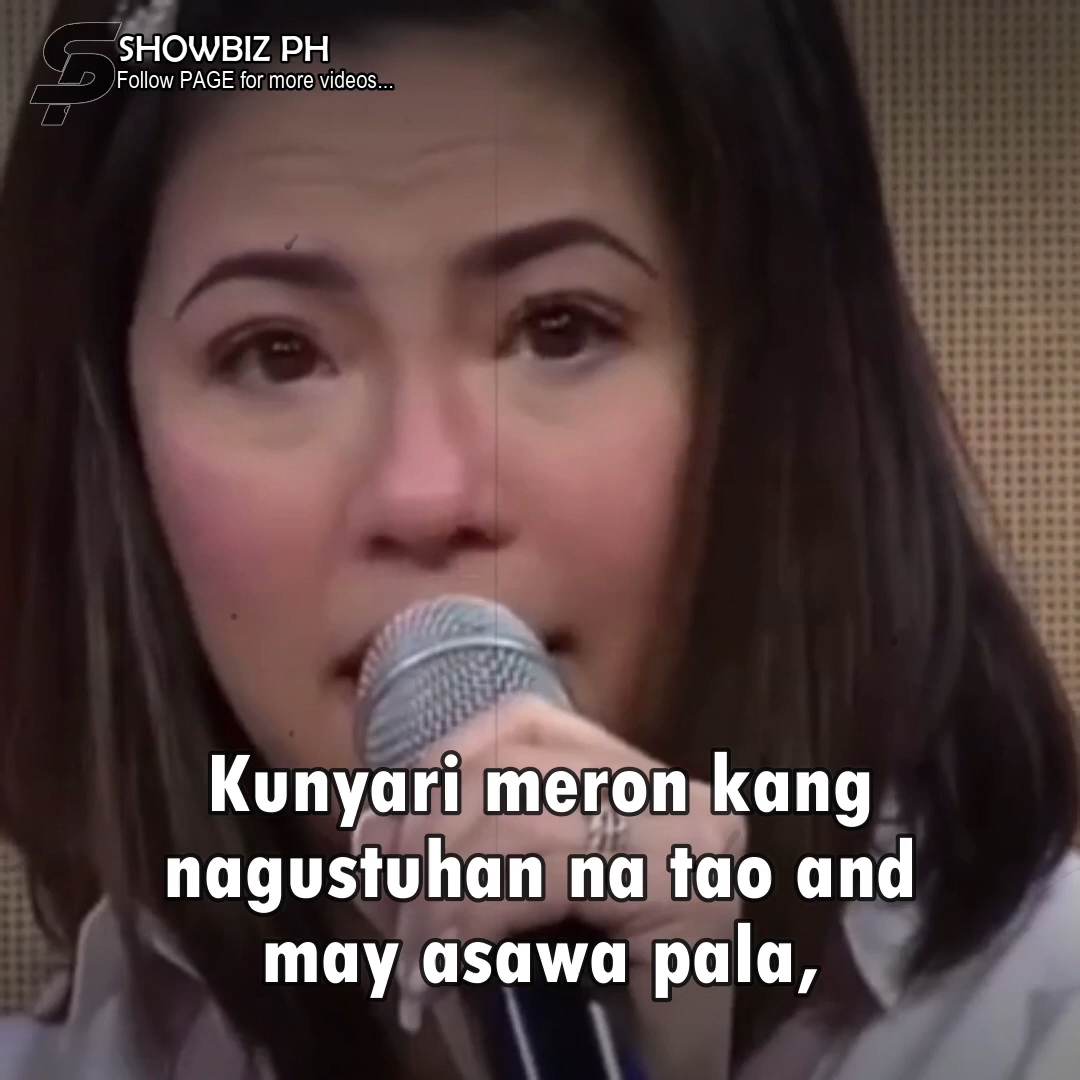 SHOWBIZ PH
Follow PAGE for more videos...
Kunyari meron kang
nagustuhan na tao and
may asawa pala,